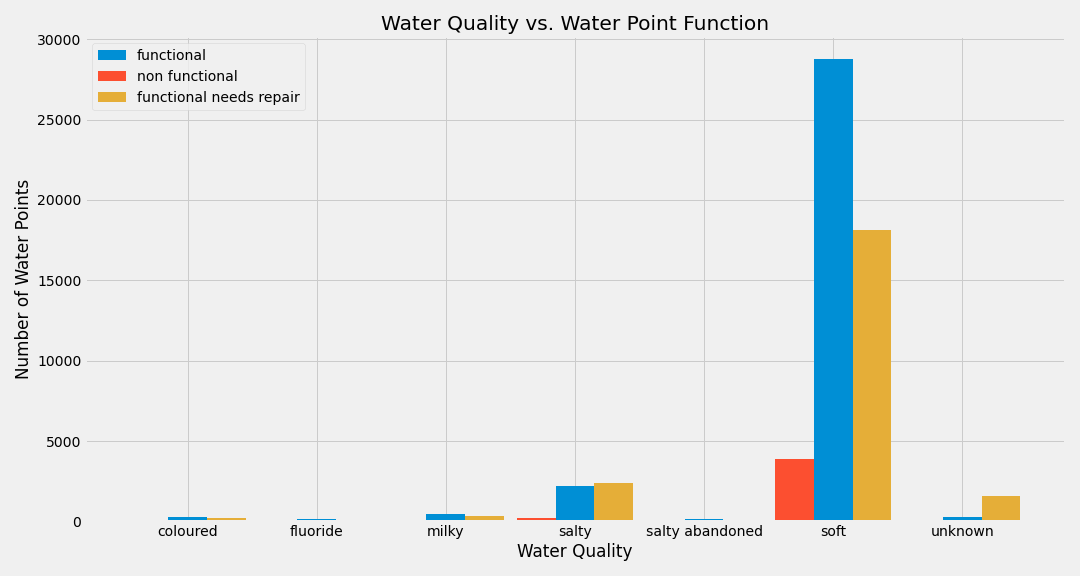 Water Quality vs. Water Point Function
functional
non functional
functional needs repair
Number of Water Points
30000
25000
20000
15000
10000
5000
0
coloured fluoride milky salty salty abandoned soft unknown
Water Quality